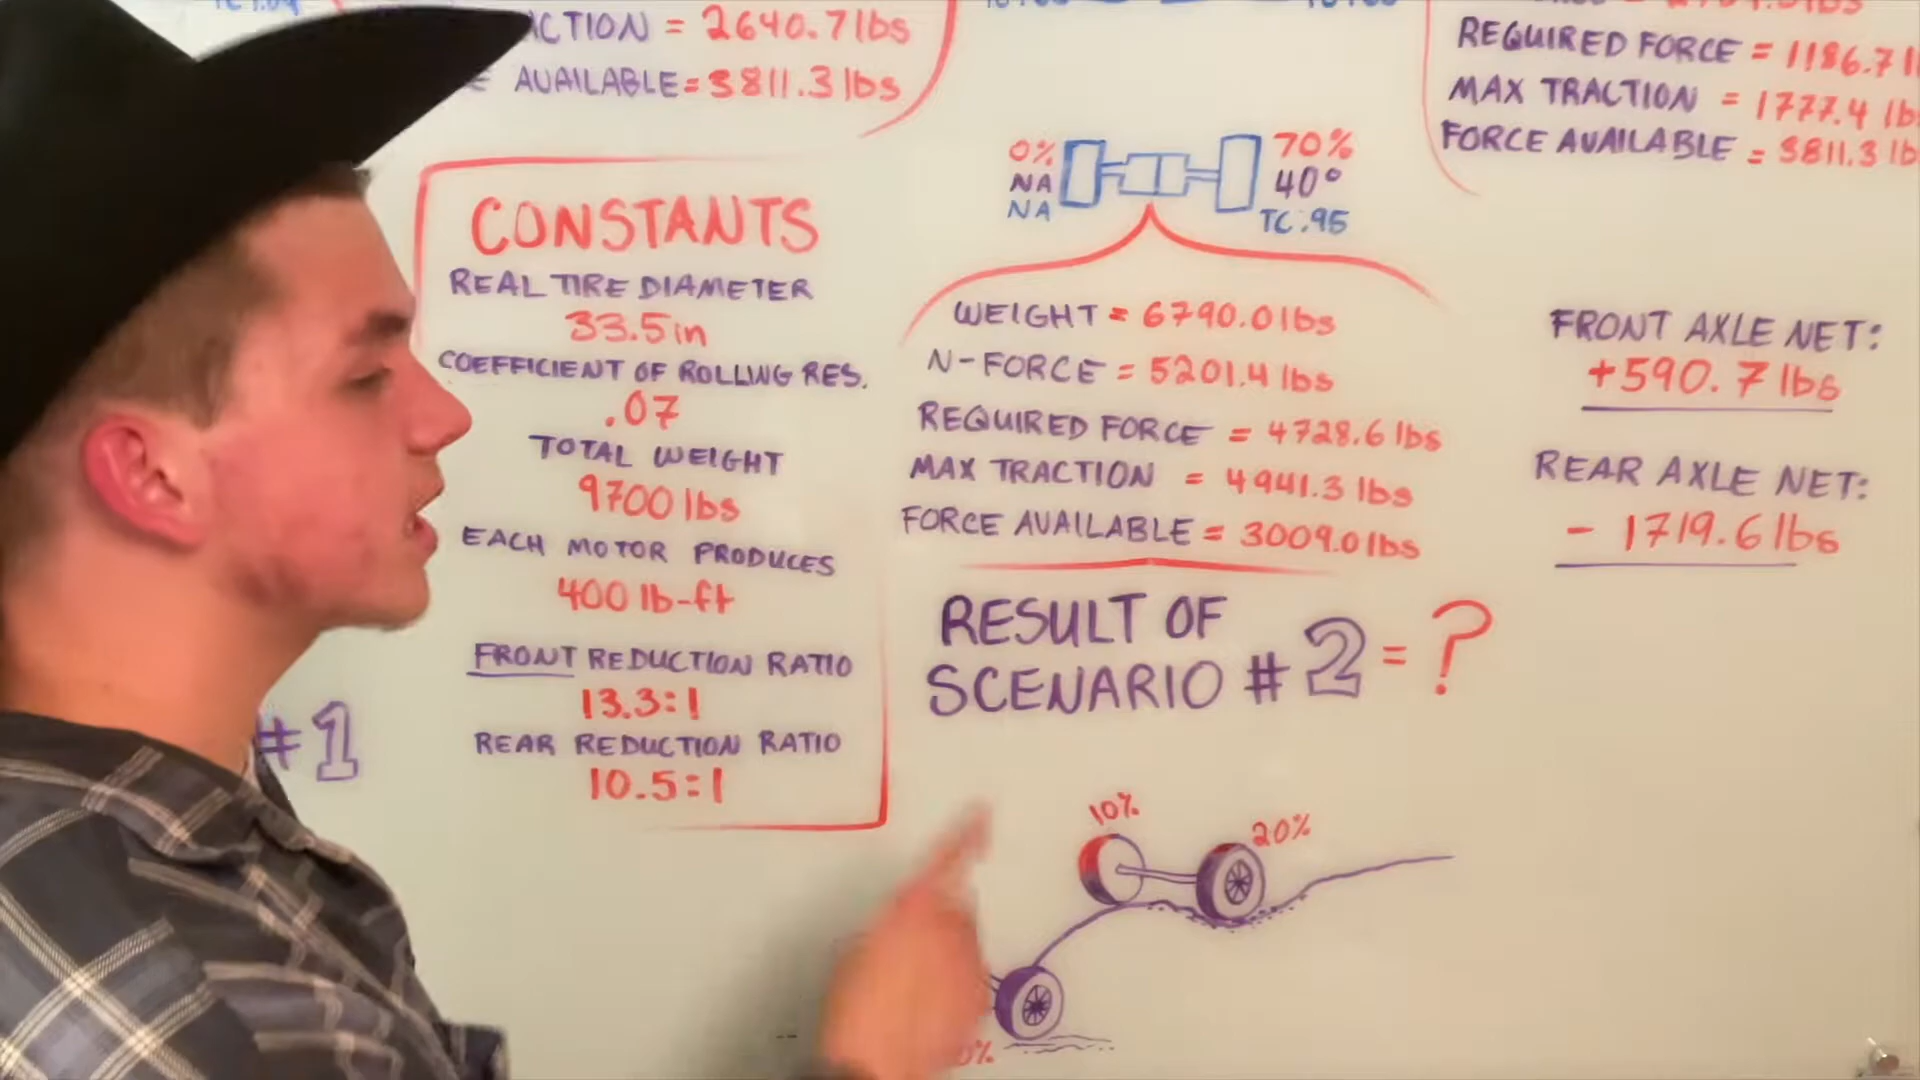 ACTION = 2640.7 lbs
AVAILABLE = 3811.3 lbs
REQUIRED FORCE = 1186.7 l
MAX TRACTION = 1777.4 lb
FORCE AVAILABLE = 3811.3 lb
0%
NA
NA
70%
40°
TC: .95
CONSTANTS
REAL TIRE DIAMETER
33.5 in
COEFFICIENT OF ROLLING RES.
.07
TOTAL WEIGHT
9700 lbs
EACH MOTOR PRODUCES
400 lb-ft
FRONT REDUCTION RATIO
13.3:1
REAR REDUCTION RATIO
10.5:1
WEIGHT = 6790.0 lbs
N-FORCE = 5201.4 lbs
REQUIRED FORCE = 4728.6 lbs
MAX TRACTION = 4941.3 lbs
FORCE AVAILABLE = 3009.0 lbs
FRONT AXLE NET:
+590.7 lbs
REAR AXLE NET:
- 1719.6 lbs
RESULT OF
SCENARIO #2 = ?
#1
10%
20%
0%